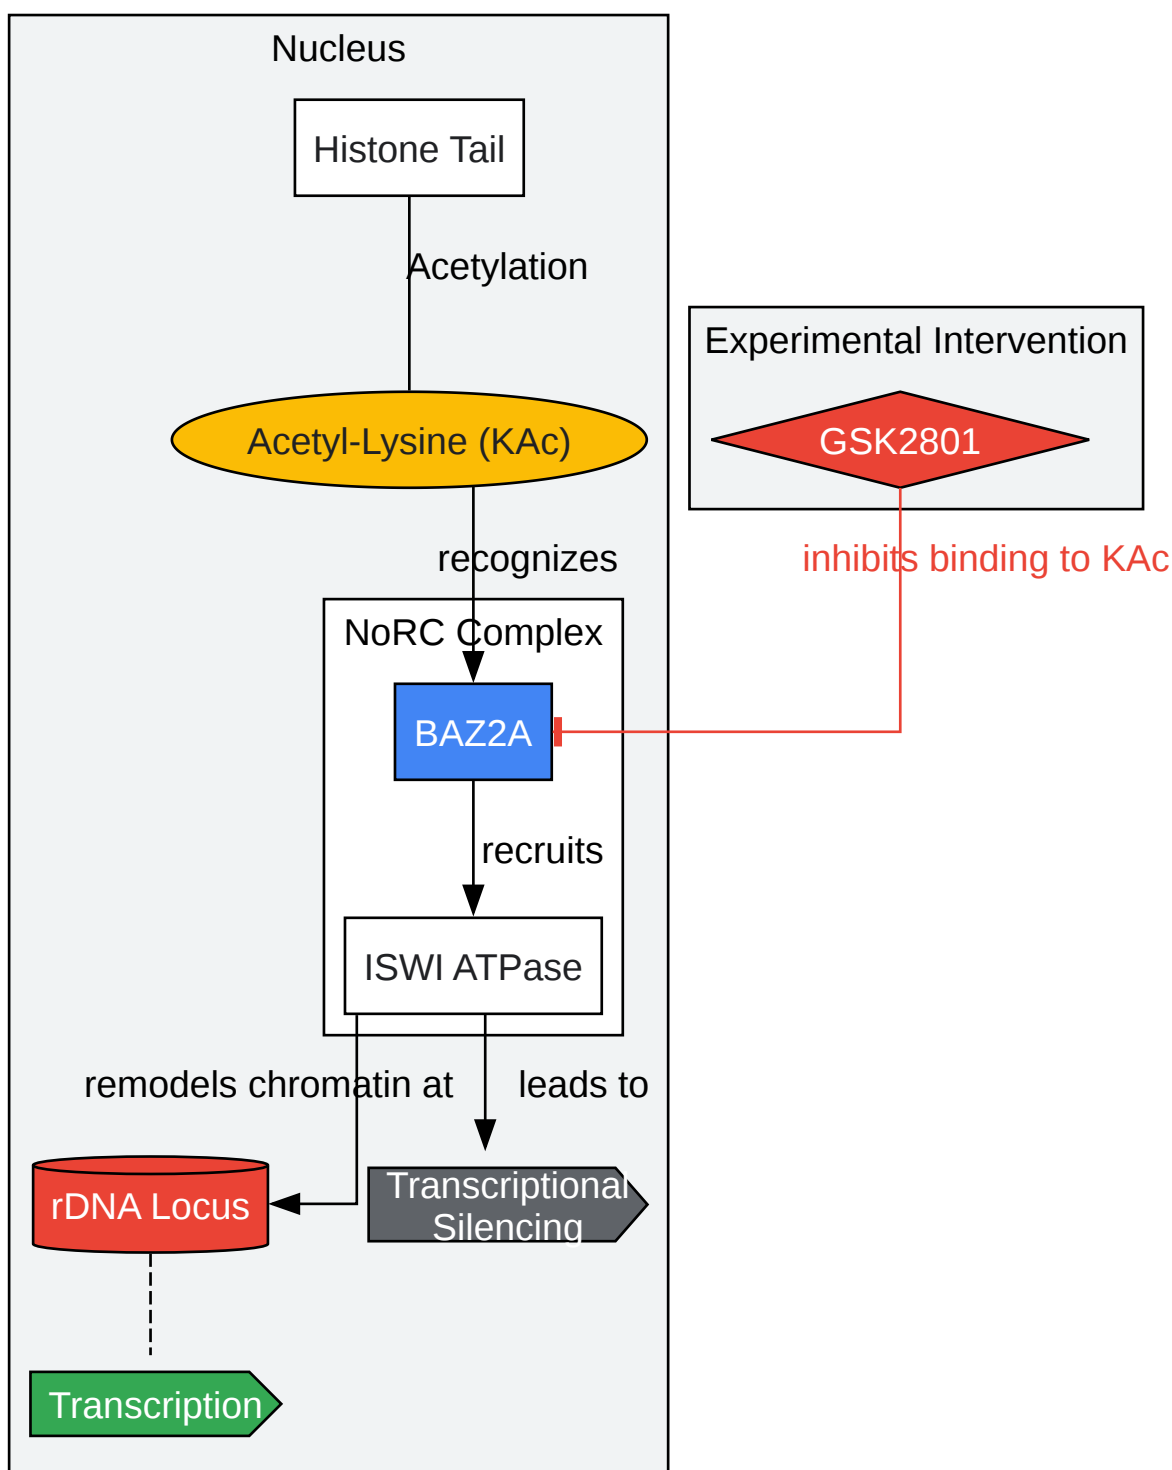 Nucleus
Histone Tail
Acetylation
Experimental Intervention
Acetyl-Lysine (KAc)
GSK2801
recognizes
inhibits binding to KAc
NoRC Complex
BAZ2A
recruits
ISWI ATPase
remodels chromatin at
leads to
rDNA Locus
Transcriptional
Silencing
Transcription